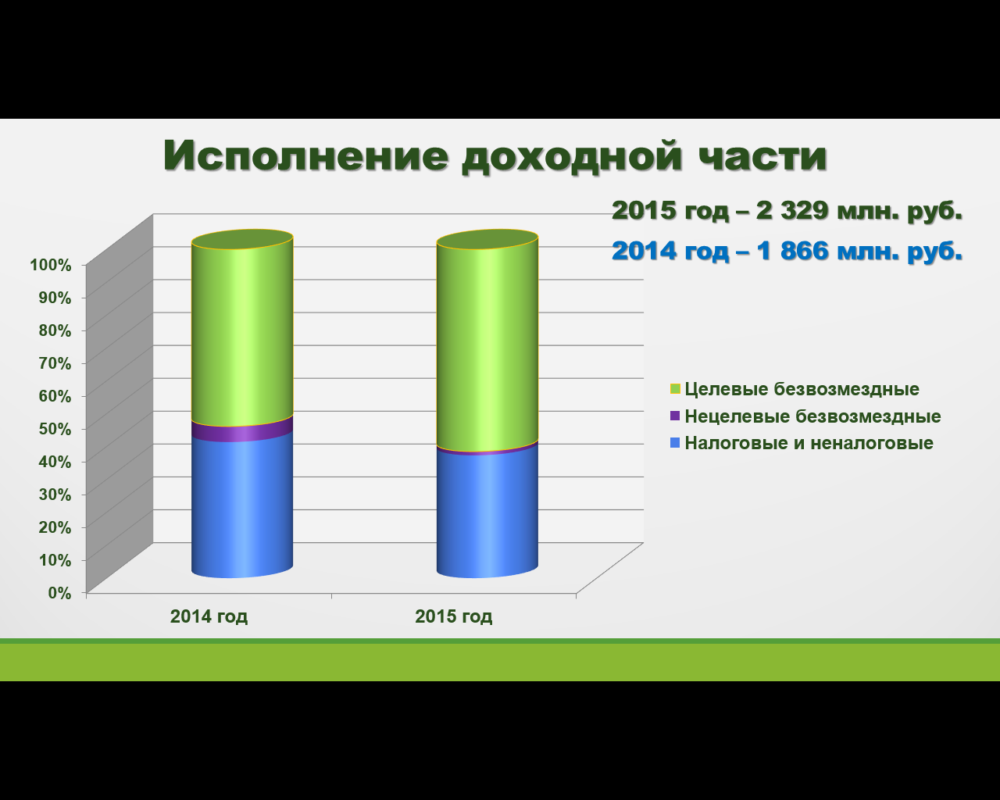 Исполнение доходной части
2015 год – 2 329 млн. руб.
2014 год – 1 866 млн. руб.
100%
90%
80%
70%
60%
50%
40%
30%
20%
10%
0%
2014 год
2015 год
Целевые безвозмездные
Нецелевые безвозмездные
Налоговые и неналоговые